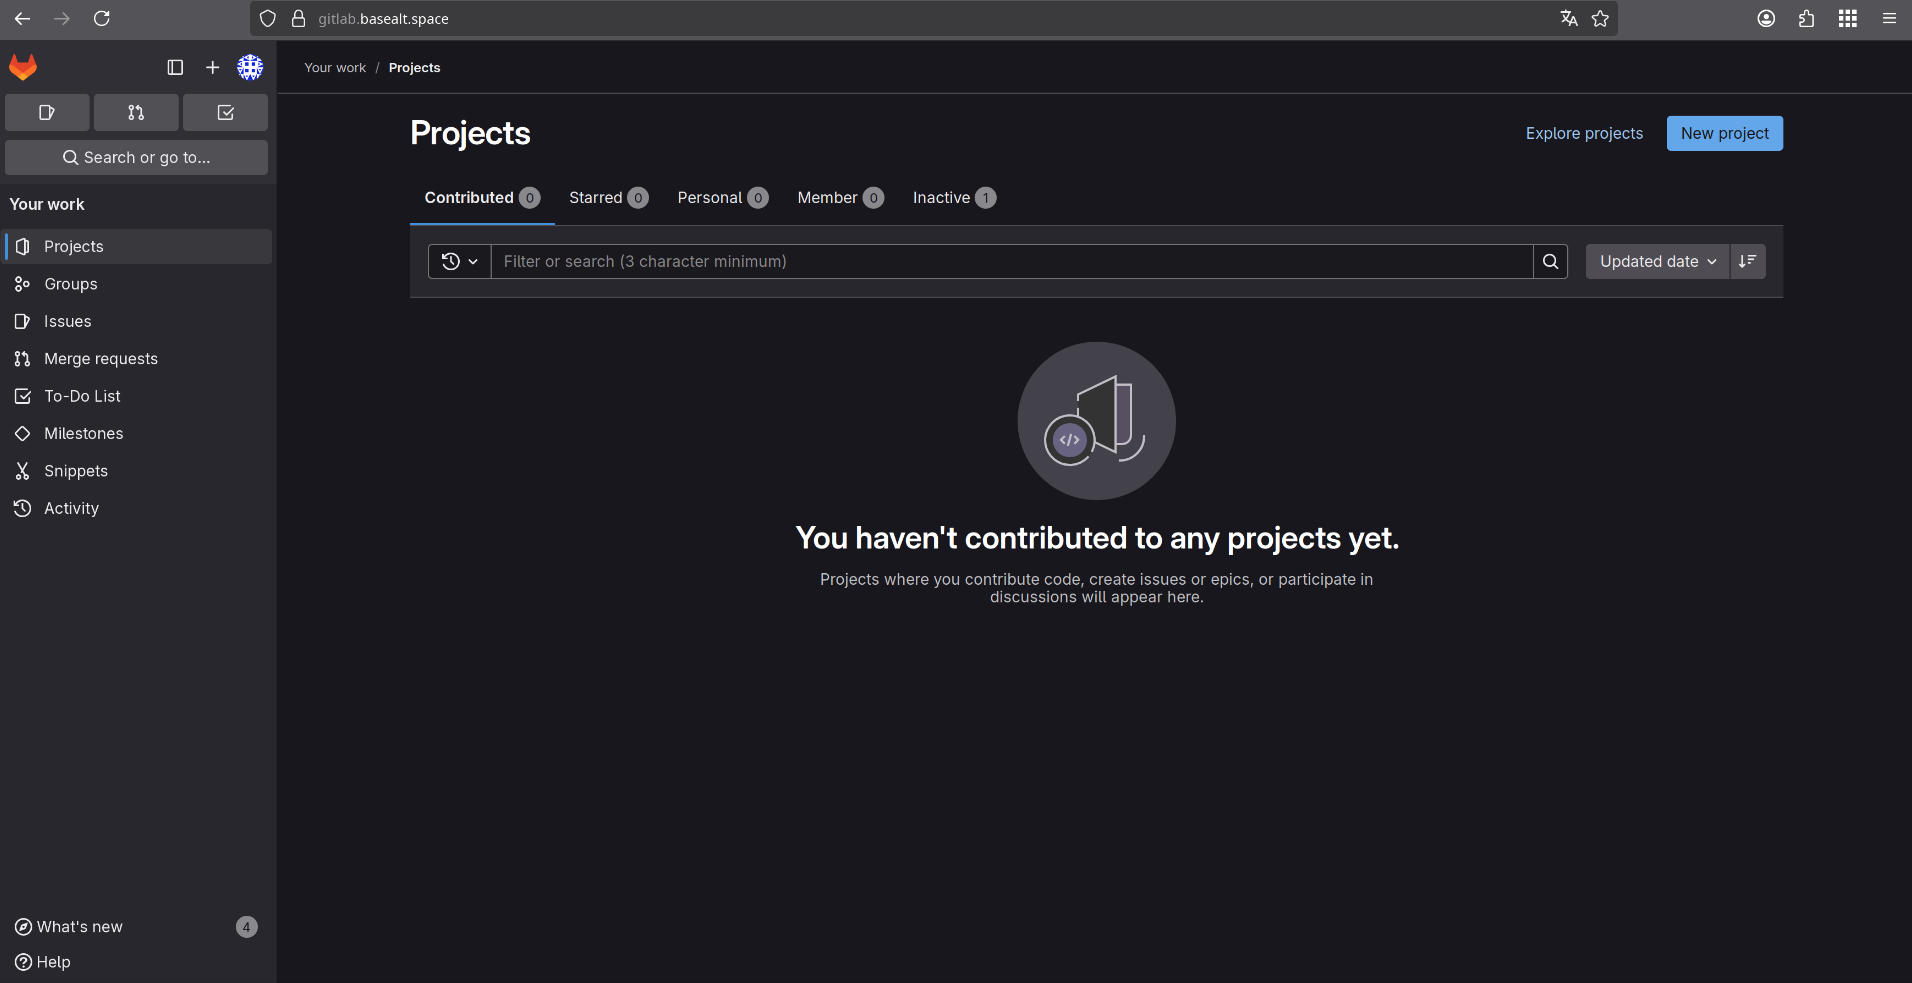 gitlab.basealt.space
Your work / Projects
Search or go to...
Your work
Projects
Groups
Issues
Merge requests
To-Do List
Milestones
Snippets
Activity
What's new 4
Help
Projects
Explore projects
New project
Contributed 0 Starred 0 Personal 0 Member 0 Inactive 1
Filter or search (3 character minimum)
Updated date
</>
You haven't contributed to any projects yet.
Projects where you contribute code, create issues or epics, or participate in
discussions will appear here.